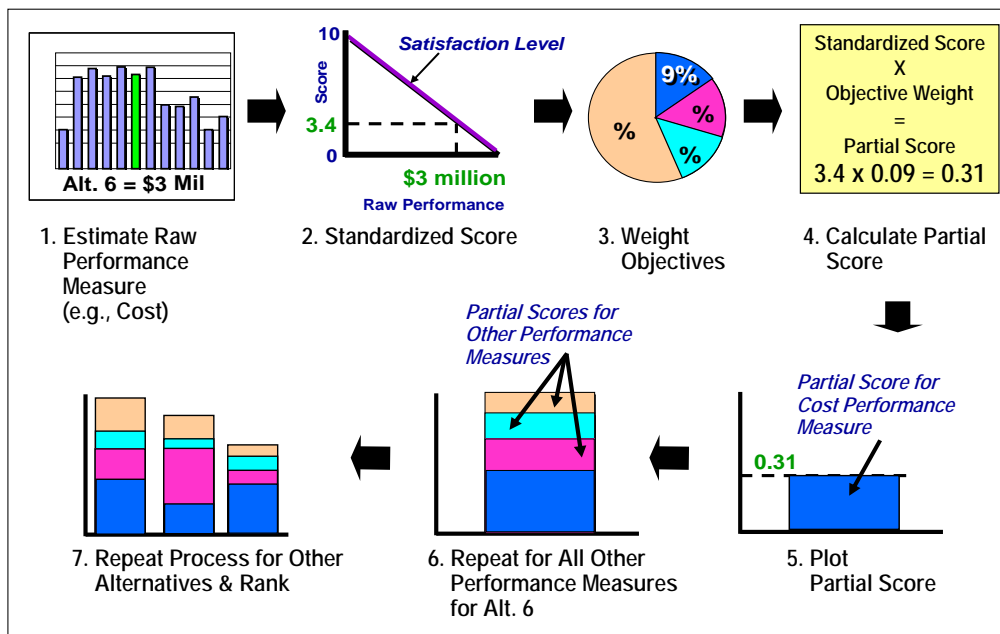 Alt. 6 = $3 Mil
1. Estimate Raw
Performance
Measure
(e.g., Cost)
10
Score
Satisfaction Level
3.4
0
$3 million
Raw Performance
2. Standardized Score
9%
%
%
%
3. Weight
Objectives
Standardized Score
X
Objective Weight
=
Partial Score
3.4 x 0.09 = 0.31
4. Calculate Partial
Score
Partial Score for
Cost Performance
Measure
0.31
5. Plot
Partial Score
Partial Scores for
Other Performance
Measures
6. Repeat for All Other
Performance Measures
for Alt. 6
7. Repeat Process for Other
Alternatives & Rank